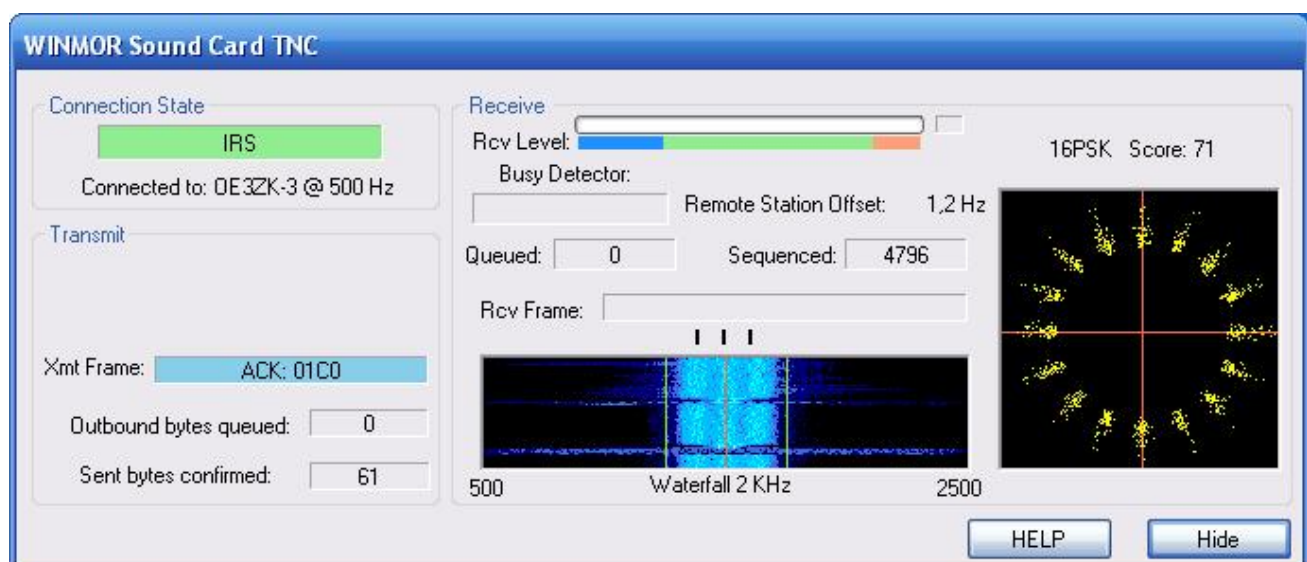 WINMOR Sound Card TNC
Connection State
IRS
Connected to: OE3ZK-3 @ 500 Hz
Transmit
Xmt Frame: ACK: 01C0
Outbound bytes queued: 0
Sent bytes confirmed: 61
Receive
Rcv Level:
Busy Detector:
Remote Station Offset: 1,2 Hz
Queued: 0 Sequenced: 4796
Rcv Frame:
500 Waterfall 2 KHz 2500
16PSK Score: 71
HELP Hide